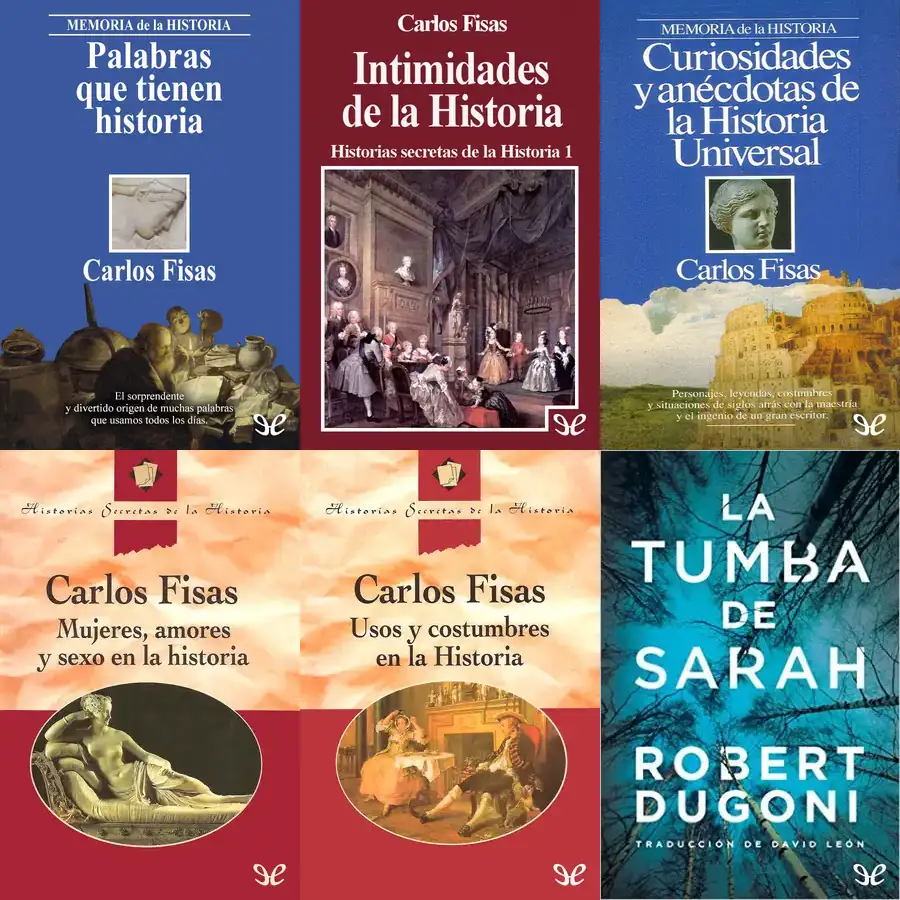 MEMORIA de la HISTORIA
Palabras
que tienen
historia
Carlos Fisas
El sorprendente
y divertido origen de muchas palabras
que usamos todos los días.
Carlos Fisas
Intimidades
de la Historia
Historias secretas de la Historia 1
MEMORIA de la HISTORIA
Curiosidades
y anécdotas de
la Historia
Universal
Carlos Fisas
Personajes, leyendas, costumbres
y situaciones de siglos atrás con la maestría
y el ingenio de un gran escritor.
Historias Secretas de la Historia
Carlos Fisas
Mujeres, amores
y sexo en la historia
Historias Secretas de la Historia
Carlos Fisas
Usos y costumbres
en la Historia
LA
TUMBA
DE
SARAH
ROBERT
DUGONI
TRADUCCIÓN DE DAVID LEÓN